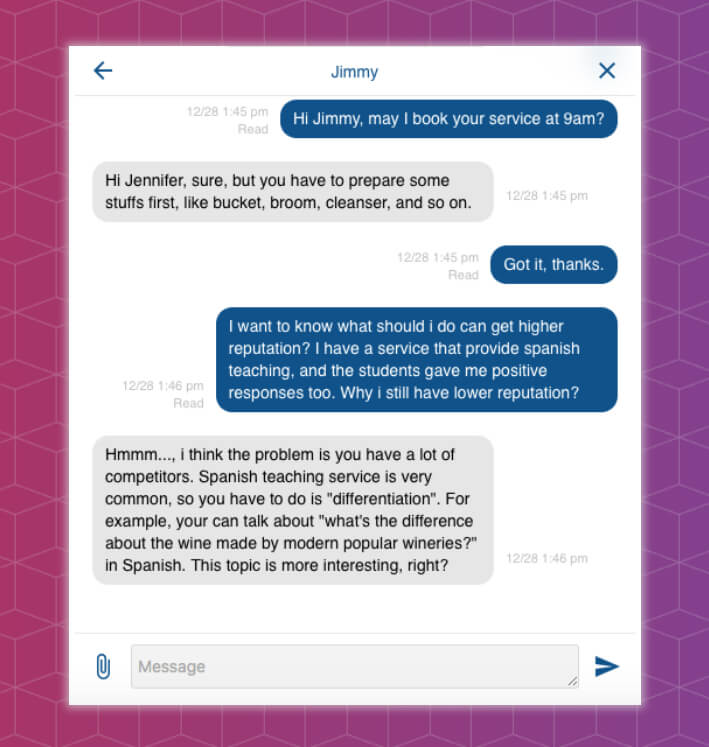 Jimmy
12/28 1:45 pm
Read
Hi Jimmy, may I book your service at 9am?
Hi Jennifer, sure, but you have to prepare some
stuffs first, like bucket, broom, cleanser, and so on.
12/28 1:45 pm
12/28 1:45 pm
Read
Got it, thanks.
I want to know what should i do can get higher
reputation? I have a service that provide spanish
teaching, and the students gave me positive
responses too. Why i still have lower reputation?
12/28 1:46 pm
Read
Hmmm..., i think the problem is you have a lot of
competitors. Spanish teaching service is very
common, so you have to do is "differentiation". For
example, your can talk about "what's the difference
about the wine made by modern popular wineries?"
in Spanish. This topic is more interesting, right?
12/28 1:46 pm
Message